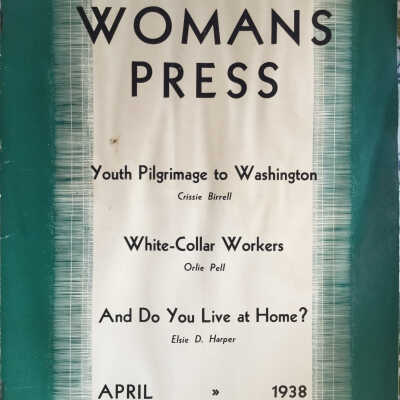 WOMANS
PRESS
Youth Pilgrimage to Washington
Crissie Birrell
White-Collar Workers
Orlie Pell
And Do You Live at Home?
Elsie D. Harper
APRIL » 1938